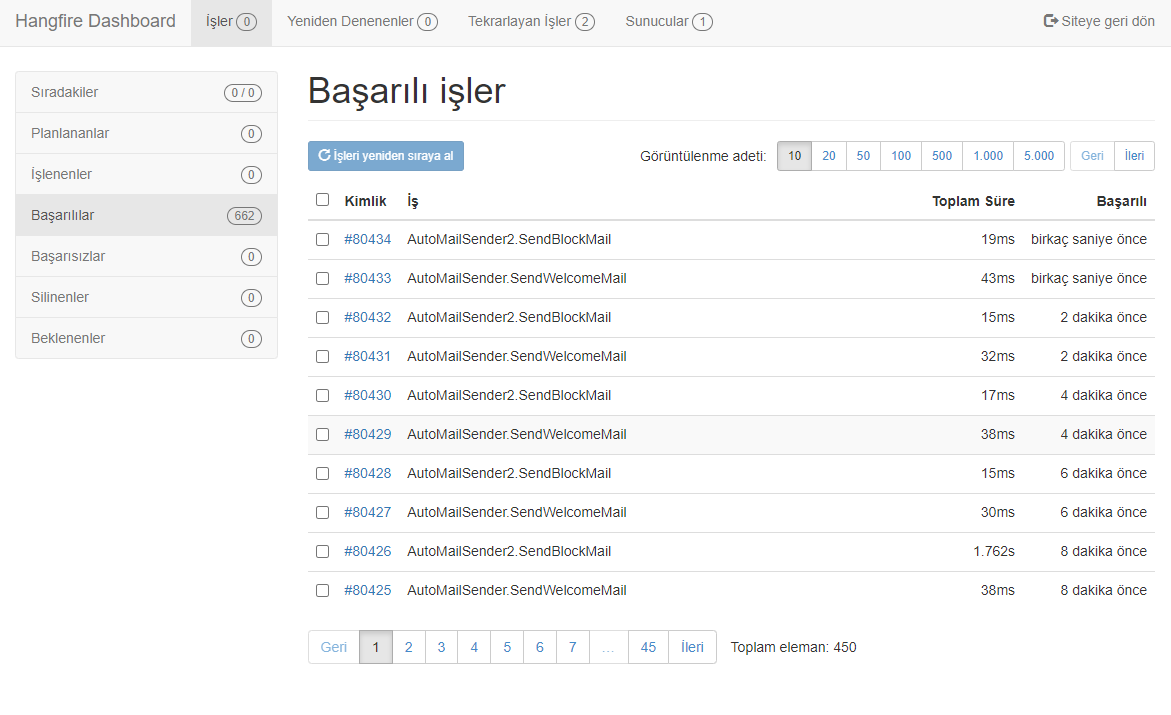 Hangfire Dashboard İşler 0 Yeniden Denenenler 0 Tekrarlayan İşler 2 Sunucular 1 Siteye geri dön
Sıradakiler 0 / 0
Planlananlar 0
İşlenenler 0
Başarılılar 662
Başarısızlar 0
Silinenler 0
Beklenenler 0
Başarılı işler
İşleri yeniden sıraya al Görüntülenme adeti: 10 20 50 100 500 1.000 5.000 Geri İleri
Kimlik İş Toplam Süre Başarılı
#80434 AutoMailSender2.SendBlockMail 19ms birkaç saniye önce
#80433 AutoMailSender.SendWelcomeMail 43ms birkaç saniye önce
#80432 AutoMailSender2.SendBlockMail 15ms 2 dakika önce
#80431 AutoMailSender.SendWelcomeMail 32ms 2 dakika önce
#80430 AutoMailSender2.SendBlockMail 17ms 4 dakika önce
#80429 AutoMailSender.SendWelcomeMail 38ms 4 dakika önce
#80428 AutoMailSender2.SendBlockMail 15ms 6 dakika önce
#80427 AutoMailSender.SendWelcomeMail 30ms 6 dakika önce
#80426 AutoMailSender2.SendBlockMail 1.762s 8 dakika önce
#80425 AutoMailSender.SendWelcomeMail 38ms 8 dakika önce
Geri 1 2 3 4 5 6 7 … 45 İleri Toplam eleman: 450